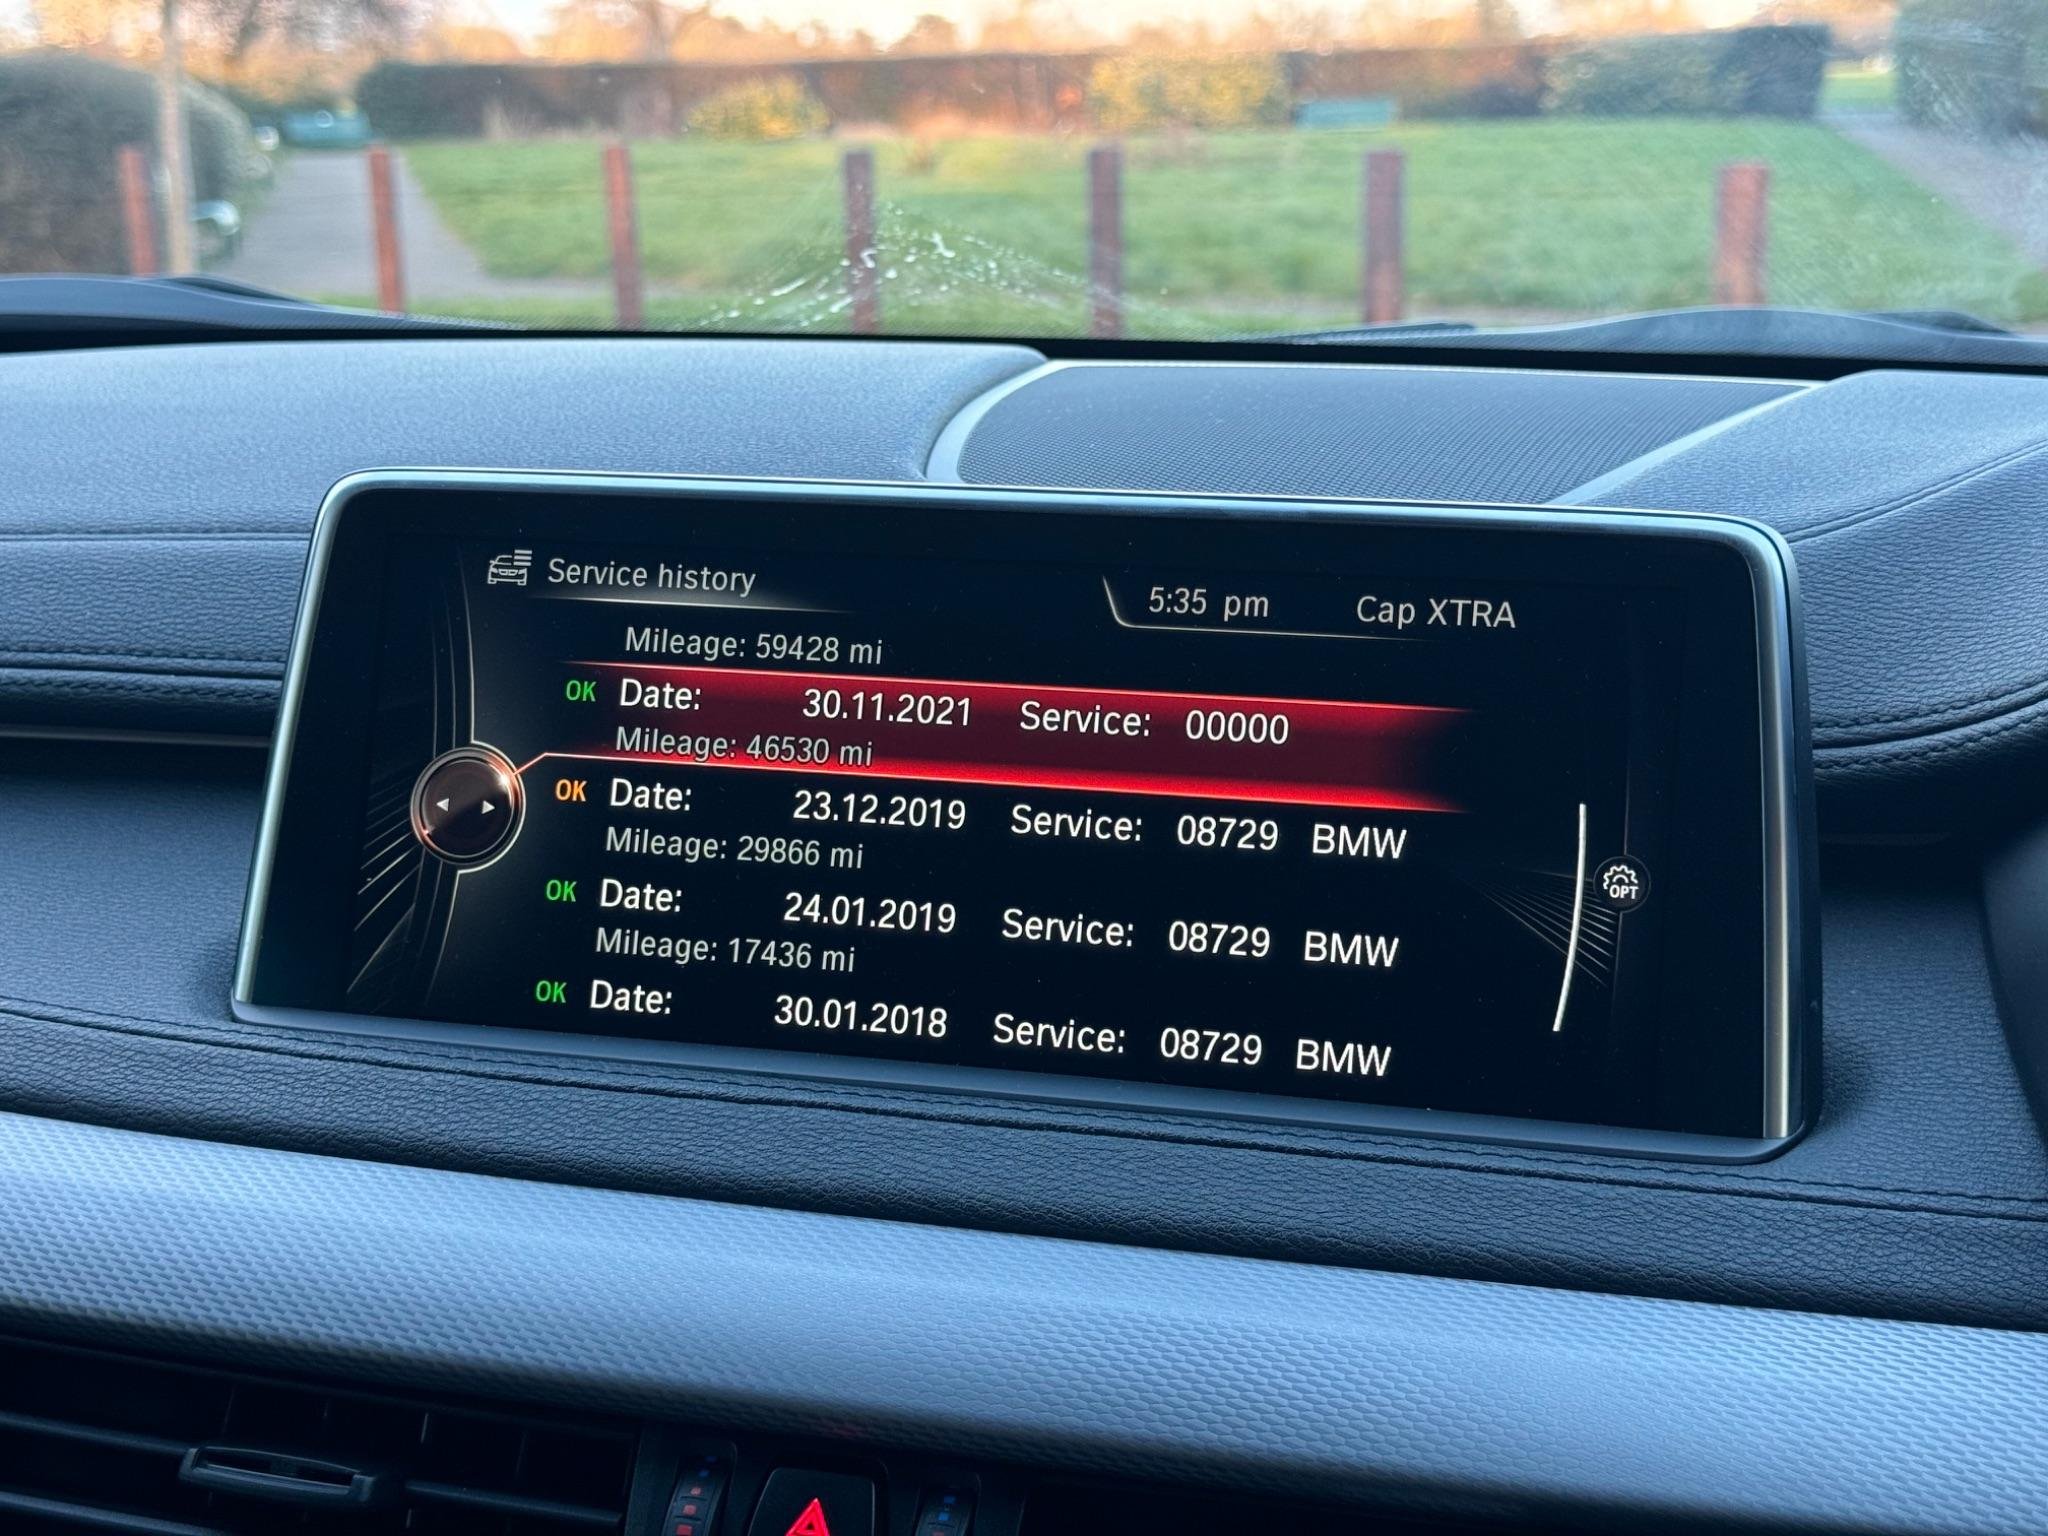 Service history
5:35 pm Cap XTRA
Mileage: 59428 mi
OK Date: 30.11.2021 Service: 00000
Mileage: 46530 mi
OK Date: 23.12.2019 Service: 08729 BMW
Mileage: 29866 mi
OK Date: 24.01.2019 Service: 08729 BMW
Mileage: 17436 mi
OK Date: 30.01.2018 Service: 08729 BMW
OPT